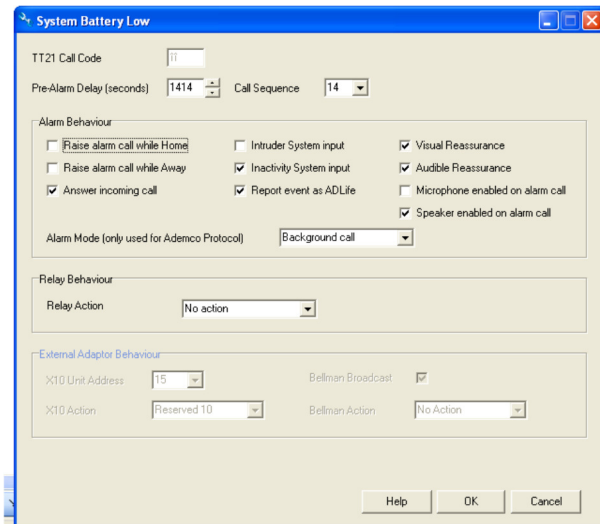 System Battery Low
TT21 Call Code
Pre-Alarm Delay (seconds) 1414 Call Sequence 14
Alarm Behaviour
Raise alarm call while Home Intruder System input Visual Reassurance
Raise alarm call while Away Inactivity System input Audible Reassurance
Answer incoming call Report event as ADLife Microphone enabled on alarm call
Speaker enabled on alarm call
Alarm Mode (only used for Ademco Protocol) Background call
Relay Behaviour
Relay Action No action
External Adaptor Behaviour
X10 Unit Address 15 Bellman Broadcast
X10 Action Reserved 10 Bellman Action No Action
Help OK Cancel